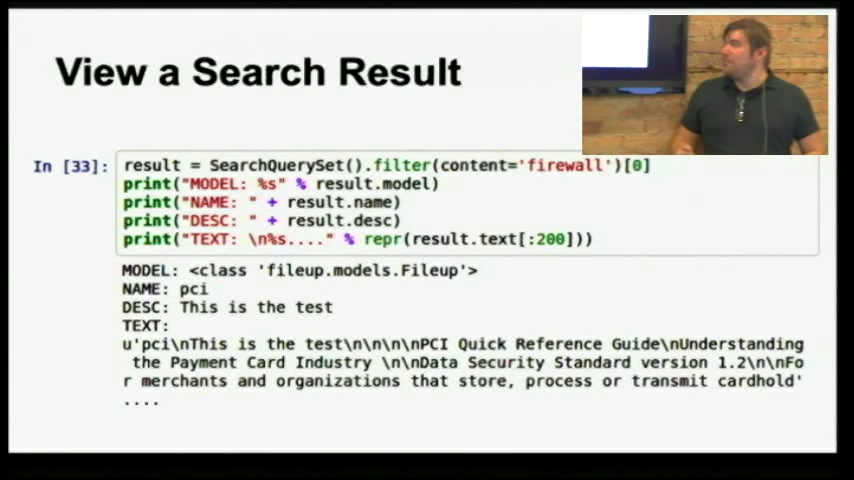 View a Search Result
In [33]:
result = SearchQuerySet().filter(content='firewall')[0]
print("MODEL: %s" % result.model)
print("NAME: " + result.name)
print("DESC: " + result.desc)
print("TEXT: \n%s...." % repr(result.text[:200]))
MODEL: <class 'fileup.models.Fileup'>
NAME: pci
DESC: This is the test
TEXT:
u'pci\nThis is the test\n\n\n\nPCI Quick Reference Guide\nUnderstanding
the Payment Card Industry \n\nData Security Standard version 1.2\n\nFo
r merchants and organizations that store, process or transmit cardhold'
....